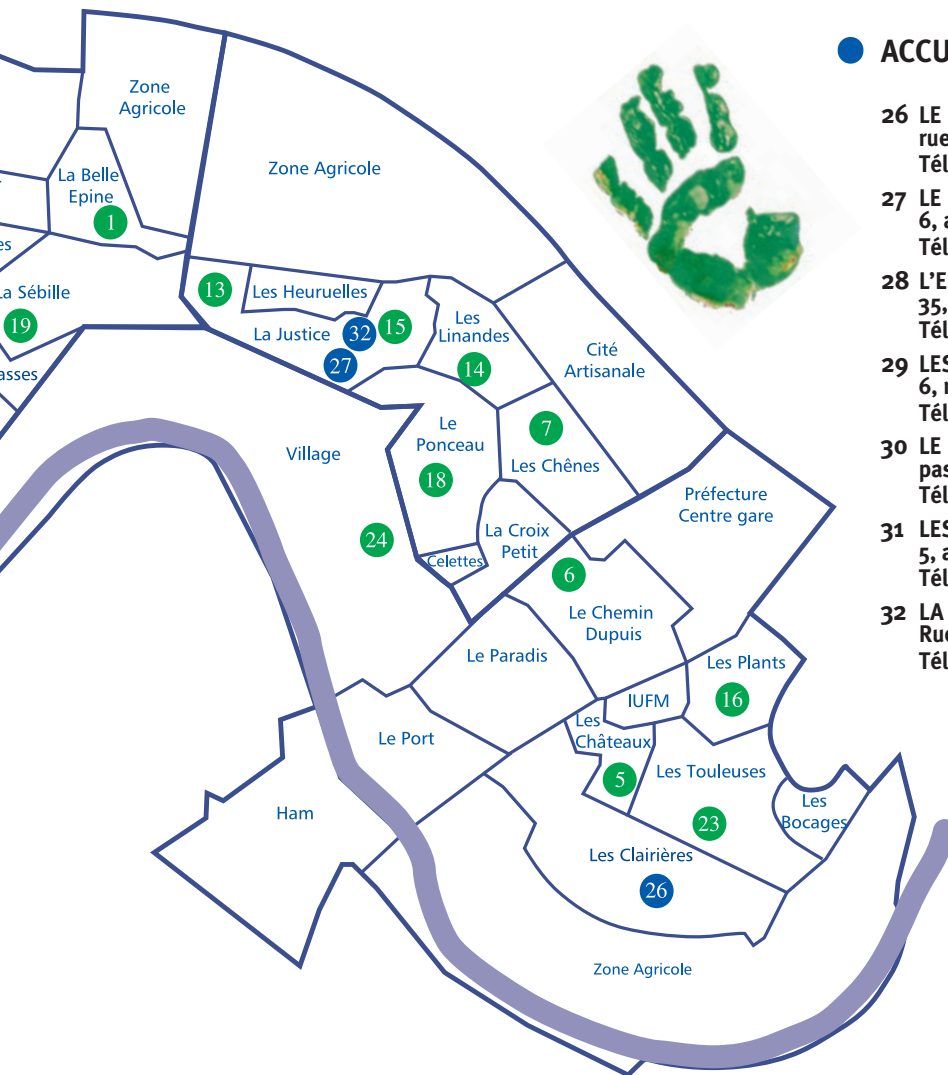 Zone
Agricole
Zone Agricole
La Belle
Epine
1
La Sébille
19
13
Les Heuruelles
La Justice
32
15
27
Les
Linandes
14
Cité
Artisanale
Village
Le
Ponceau
18
7
Les Chênes
24
La Croix
Petit
Celettes
Préfecture
Centre gare
6
Le Chemin
Dupuis
Le Paradis
Les Plants
16
IUFM
Les
Châteaux
5
Le Port
Les Touleuses
23
Ham
Les
Bocages
Les Clairières
26
Zone Agricole
ACCU
26 LE
rue
Tél
27 LE
6, a
Tél
28 L'E
35,
Tél
29 LES
6, r
Tél
30 LE
pas
Tél
31 LES
5, a
Tél
32 LA
Rue
Tél